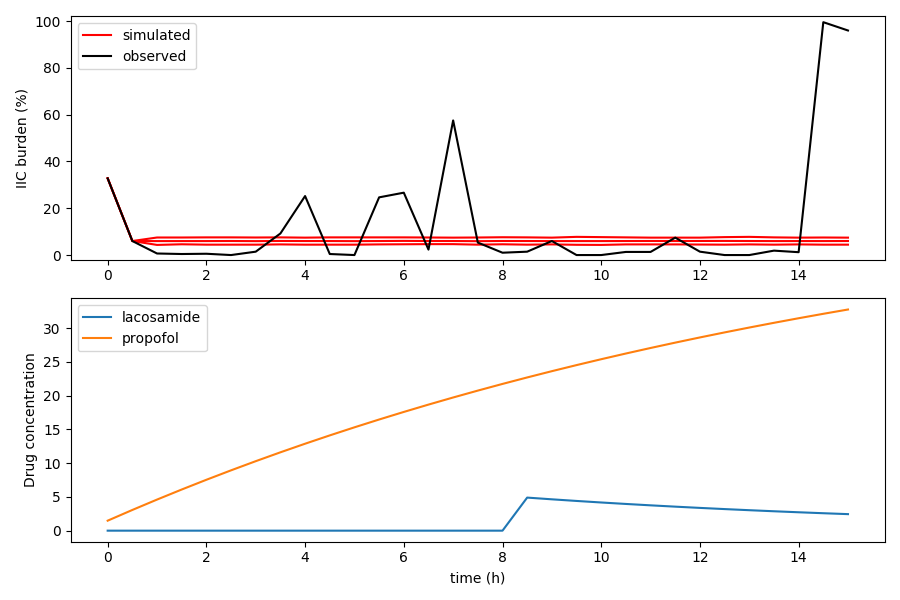 IIC burden (%)
100
80
60
40
20
0
simulated
observed
0 2 4 6 8 10 12 14
Drug concentration
30
25
20
15
10
5
0
lacosamide
propofol
0 2 4 6 8 10 12 14
time (h)